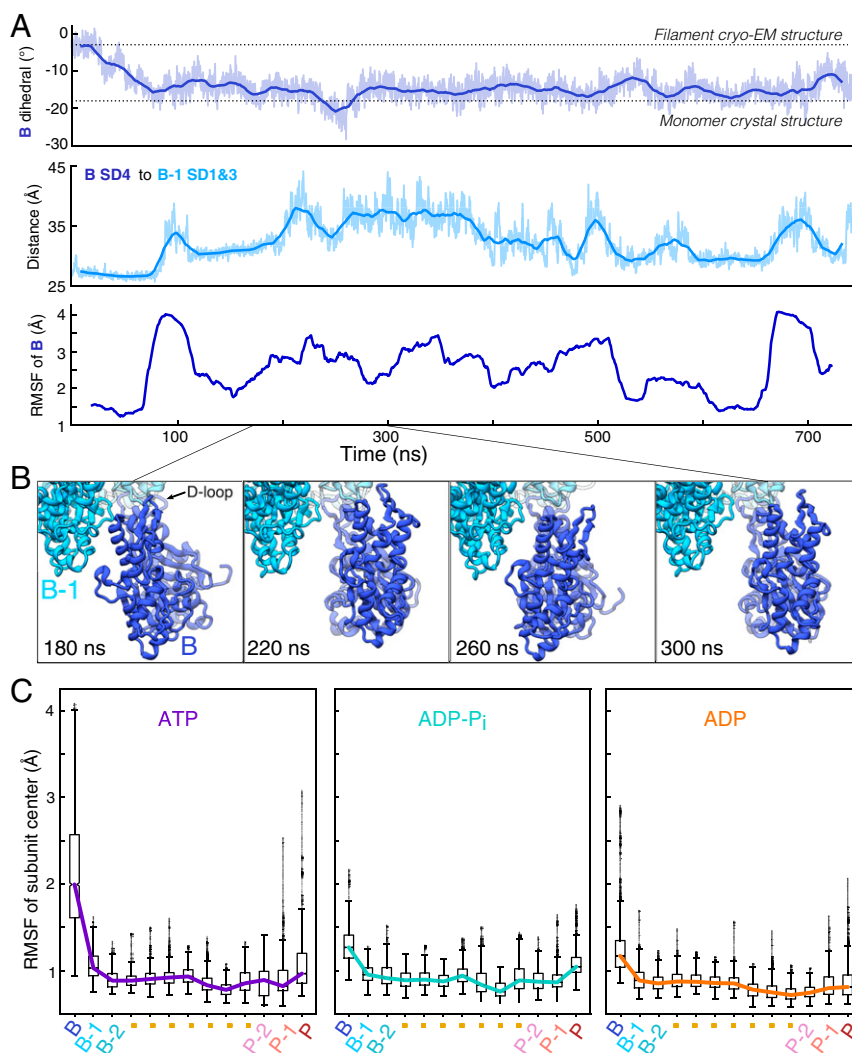 A
0
-10
-20
-30
B dihedral (°)
Filament cryo-EM structure
Monomer crystal structure
45
35
25
Distance (Å)
B SD4 to B-1 SD1&3
4
3
2
1
RMSF of B (Å)
100 300 500 700
Time (ns)
B
D-loop
B-1
B
180 ns
220 ns
260 ns
300 ns
C
ATP
ADP-Pi
ADP
4
3
2
1
RMSF of subunit center (Å)
B B-1 B-2 P-2 P-1 P
B B-1 B-2 P-2 P-1 P
B B-1 B-2 P-2 P-1 P